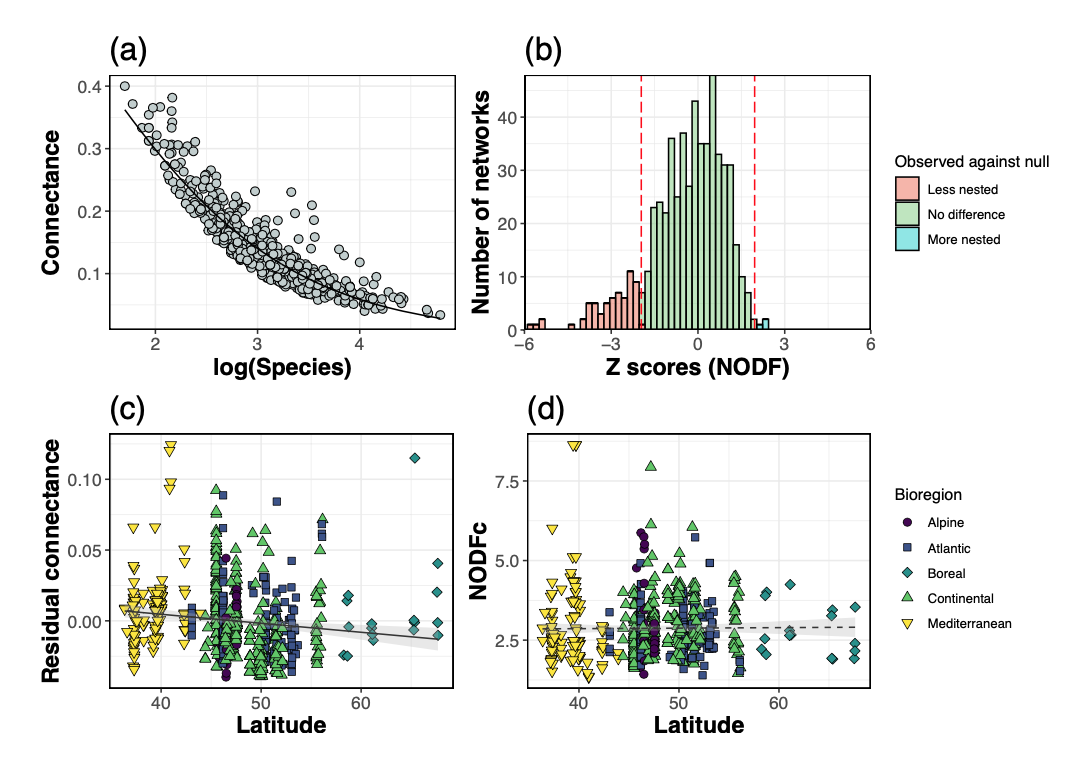 (a)
Connectance
0.4
0.3
0.2
0.1
2
3
4
log(Species)
(b)
Number of networks
40
30
20
10
0
−6
−3
0
3
6
Z scores (NODF)
Observed against null
Less nested
No difference
More nested
(c)
Residual connectance
0.10
0.05
0.00
40
50
60
Latitude
(d)
NODFc
7.5
5.0
2.5
40
50
60
Latitude
Bioregion
Alpine
Atlantic
Boreal
Continental
Mediterranean